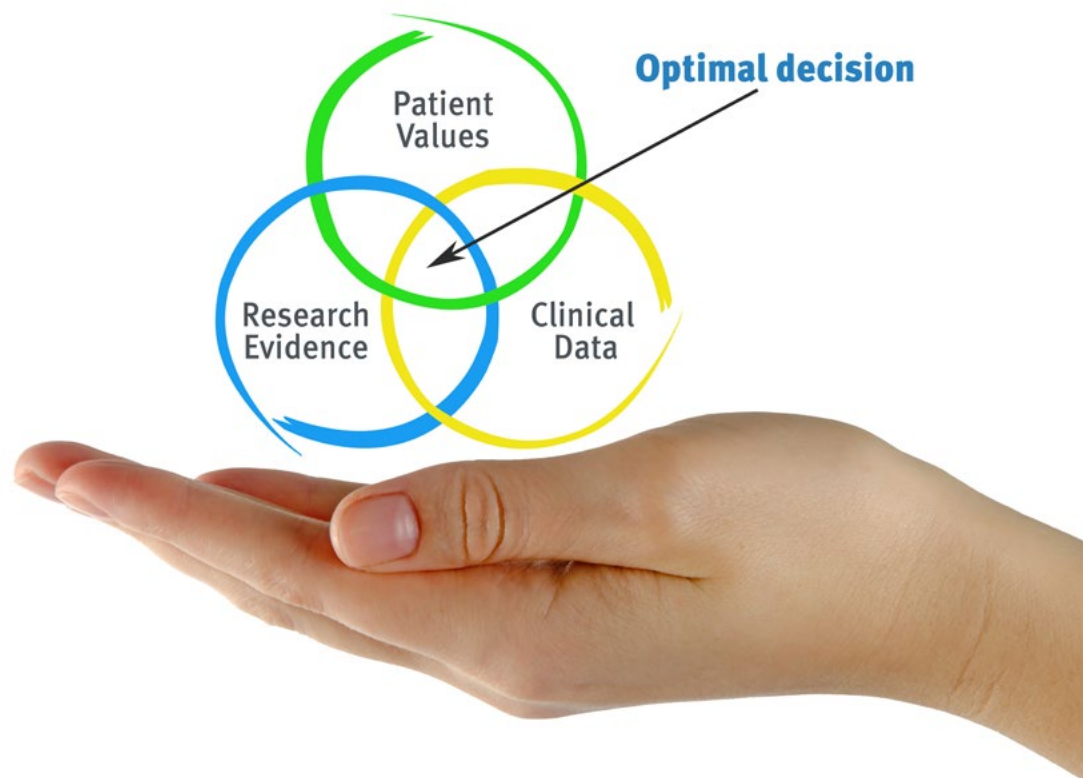 Optimal decision
Patient
Values
Research
Evidence
Clinical
Data